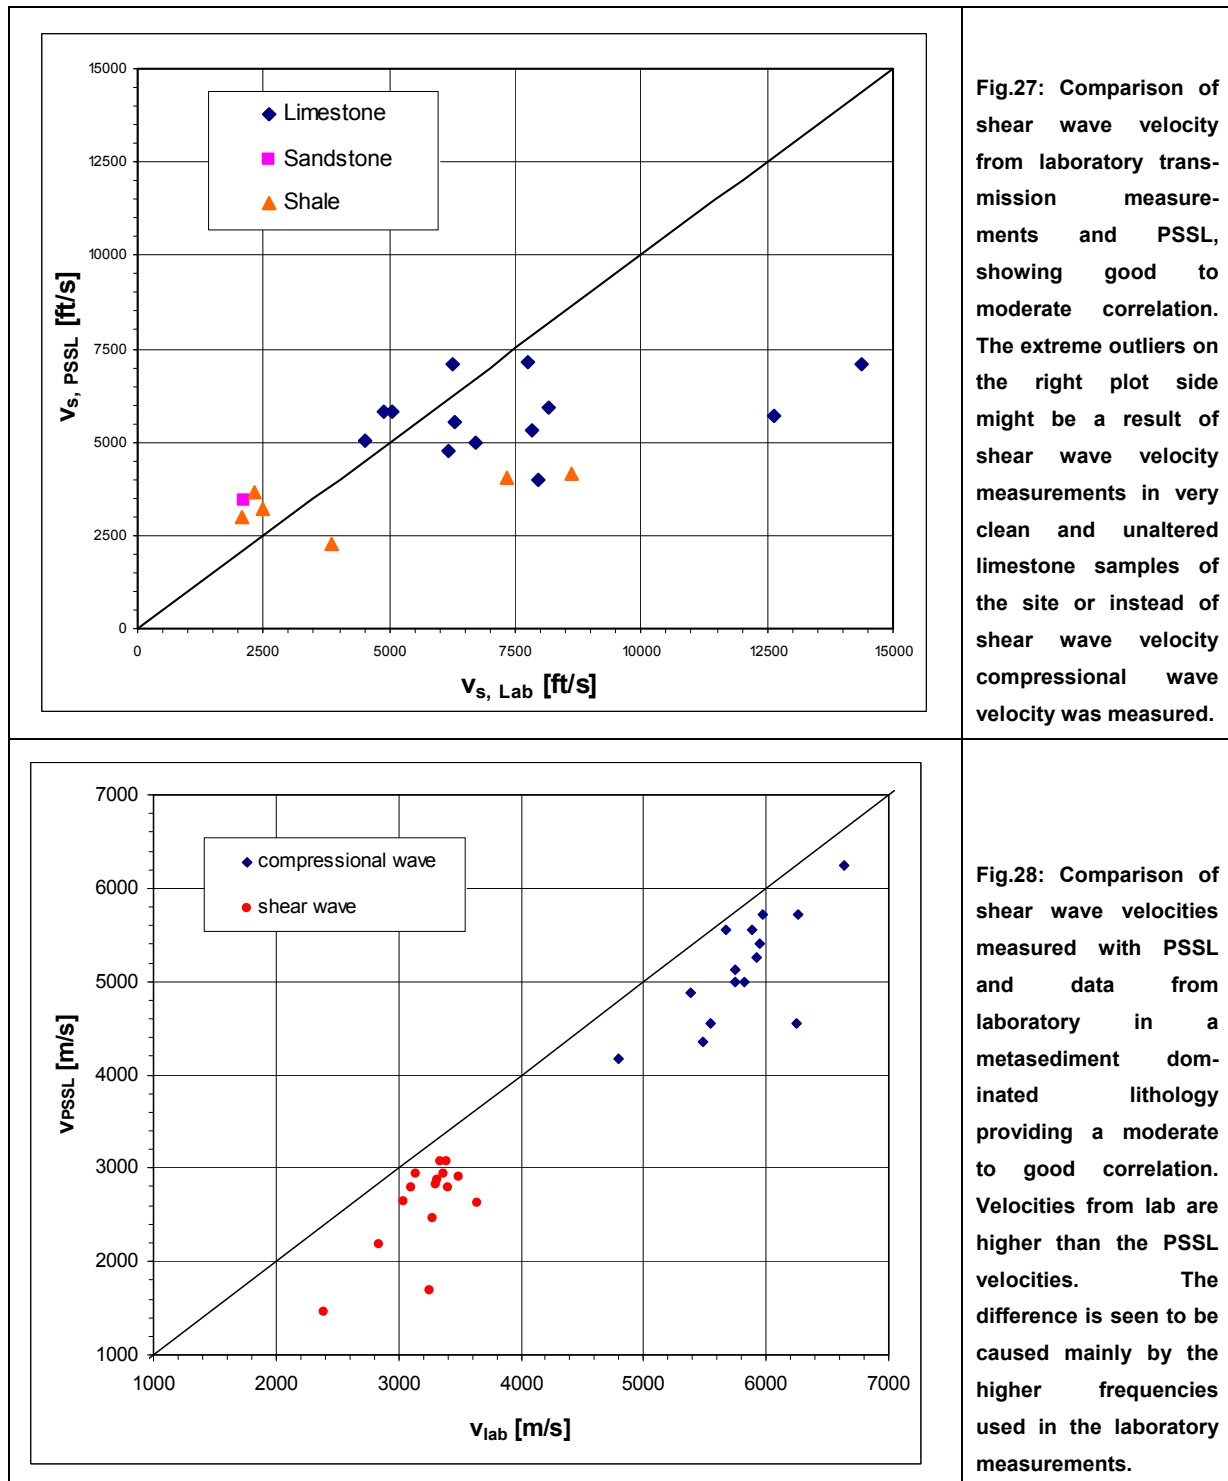 15000
12500
10000
7500
5000
2500
0
0 2500 5000 7500 10000 12500 15000
Limestone
Sandstone
Shale
vs, PSSL [ft/s]
vs, Lab [ft/s]
Fig.27: Comparison of
shear wave velocity
from laboratory trans-
mission measure-
ments and PSSL,
showing good to
moderate correlation.
The extreme outliers on
the right plot side
might be a result of
shear wave velocity
measurements in very
clean and unaltered
limestone samples of
the site or instead of
shear wave velocity
compressional wave
velocity was measured.
7000
6000
5000
4000
3000
2000
1000
1000 2000 3000 4000 5000 6000 7000
compressional wave
shear wave
vPSSL [m/s]
vlab [m/s]
Fig.28: Comparison of
shear wave velocities
measured with PSSL
and data from
laboratory in a
metasediment dom-
inated lithology
providing a moderate
to good correlation.
Velocities from lab are
higher than the PSSL
velocities. The
difference is seen to be
caused mainly by the
higher frequencies
used in the laboratory
measurements.